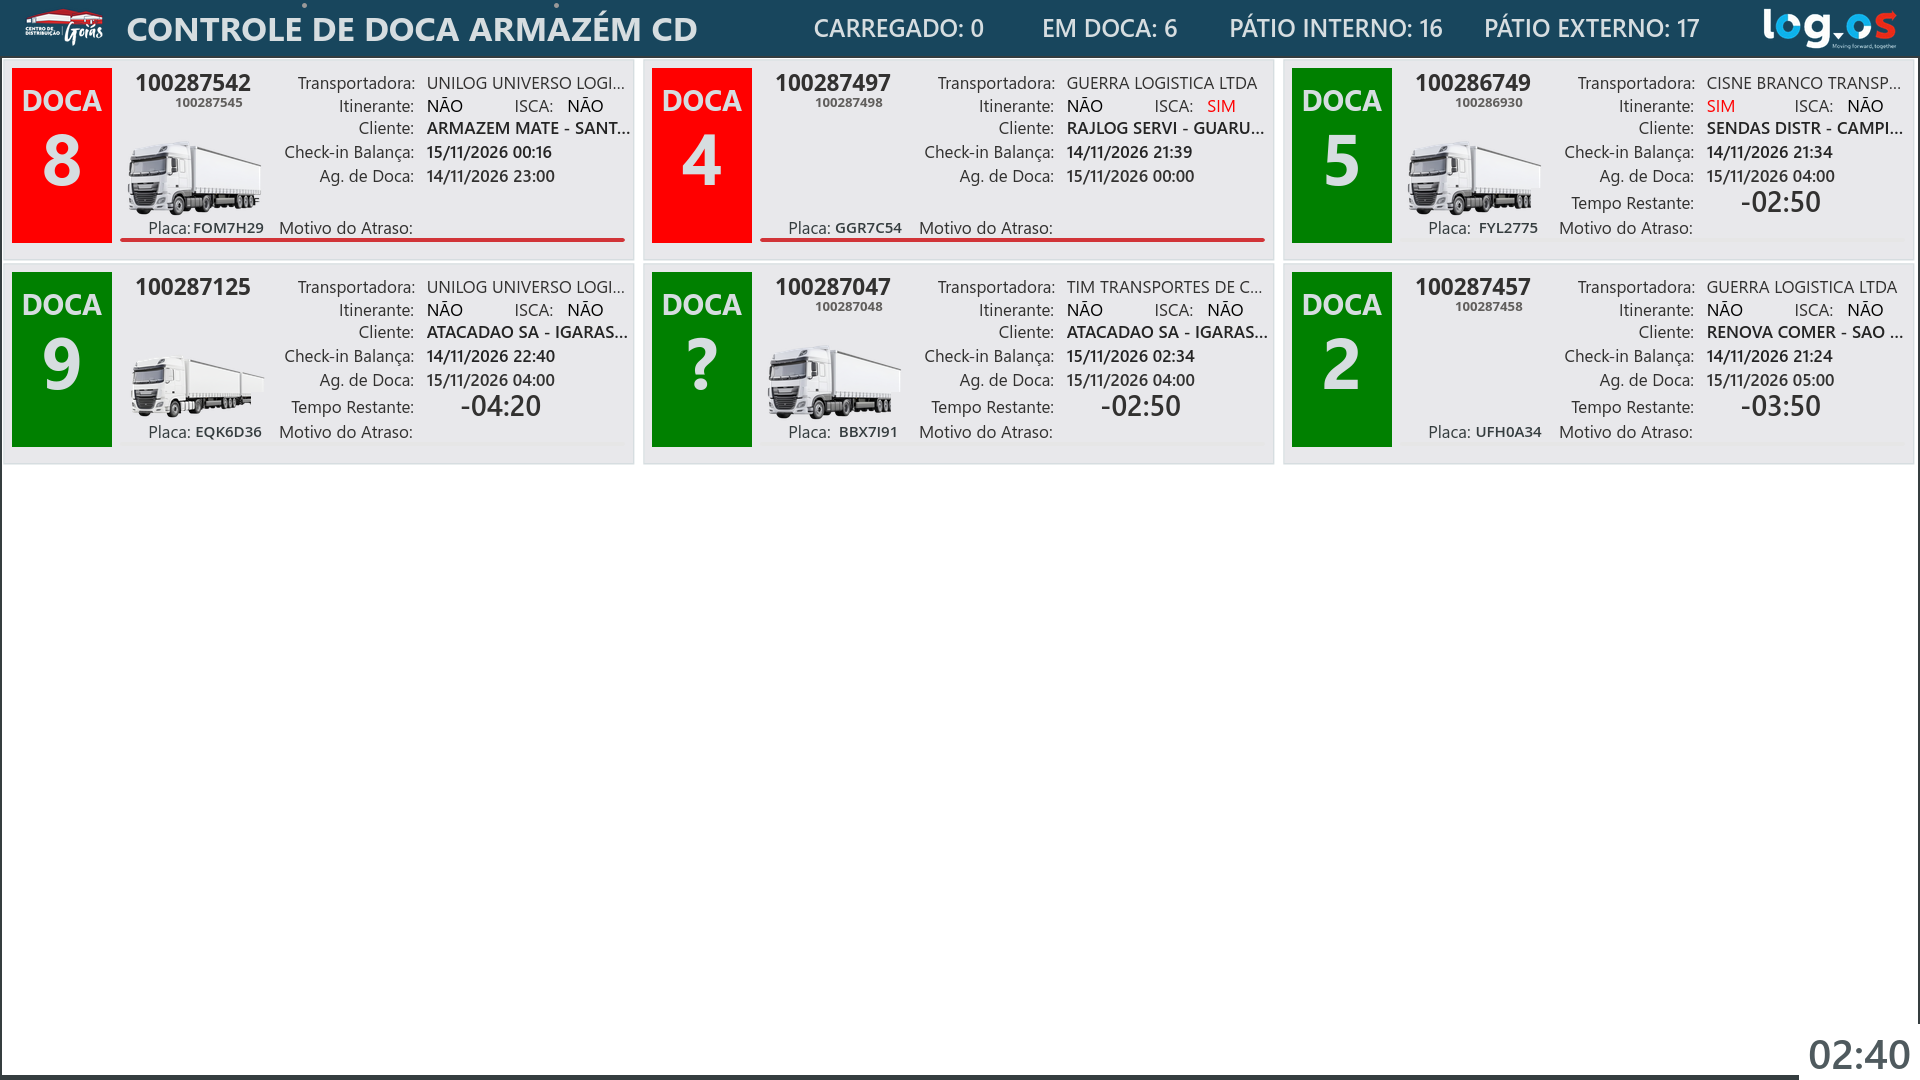 CENTRO DE DISTRIBUIÇÃO Goiás
CONTROLE DE DOCA ARMAZÉM CD
CARREGADO: 0
EM DOCA: 6
PÁTIO INTERNO: 16
PÁTIO EXTERNO: 17
log.os
Moving forward, together
DOCA
8
100287542
100287545
Placa: FOM7H29
Transportadora: UNILOG UNIVERSO LOGI...
Itinerante: NÃO ISCA: NÃO
Cliente: ARMAZEM MATE - SANT...
Check-in Balança: 15/11/2026 00:16
Ag. de Doca: 14/11/2026 23:00
Motivo do Atraso:
DOCA
4
100287497
100287498
Placa: GGR7C54
Transportadora: GUERRA LOGISTICA LTDA
Itinerante: NÃO ISCA: SIM
Cliente: RAJLOG SERVI - GUARU...
Check-in Balança: 14/11/2026 21:39
Ag. de Doca: 15/11/2026 00:00
Motivo do Atraso:
DOCA
5
100286749
100286930
Placa: FYL2775
Transportadora: CISNE BRANCO TRANSP...
Itinerante: SIM ISCA: NÃO
Cliente: SENDAS DISTR - CAMPI...
Check-in Balança: 14/11/2026 21:34
Ag. de Doca: 15/11/2026 04:00
Tempo Restante: -02:50
Motivo do Atraso:
DOCA
9
100287125
Placa: EQK6D36
Transportadora: UNILOG UNIVERSO LOGI...
Itinerante: NÃO ISCA: NÃO
Cliente: ATACADAO SA - IGARAS...
Check-in Balança: 14/11/2026 22:40
Ag. de Doca: 15/11/2026 04:00
Tempo Restante: -04:20
Motivo do Atraso:
DOCA
?
100287047
100287048
Placa: BBX7I91
Transportadora: TIM TRANSPORTES DE C...
Itinerante: NÃO ISCA: NÃO
Cliente: ATACADAO SA - IGARAS...
Check-in Balança: 15/11/2026 02:34
Ag. de Doca: 15/11/2026 04:00
Tempo Restante: -02:50
Motivo do Atraso:
DOCA
2
100287457
100287458
Placa: UFH0A34
Transportadora: GUERRA LOGISTICA LTDA
Itinerante: NÃO ISCA: NÃO
Cliente: RENOVA COMER - SAO ...
Check-in Balança: 14/11/2026 21:24
Ag. de Doca: 15/11/2026 05:00
Tempo Restante: -03:50
Motivo do Atraso:
02:40